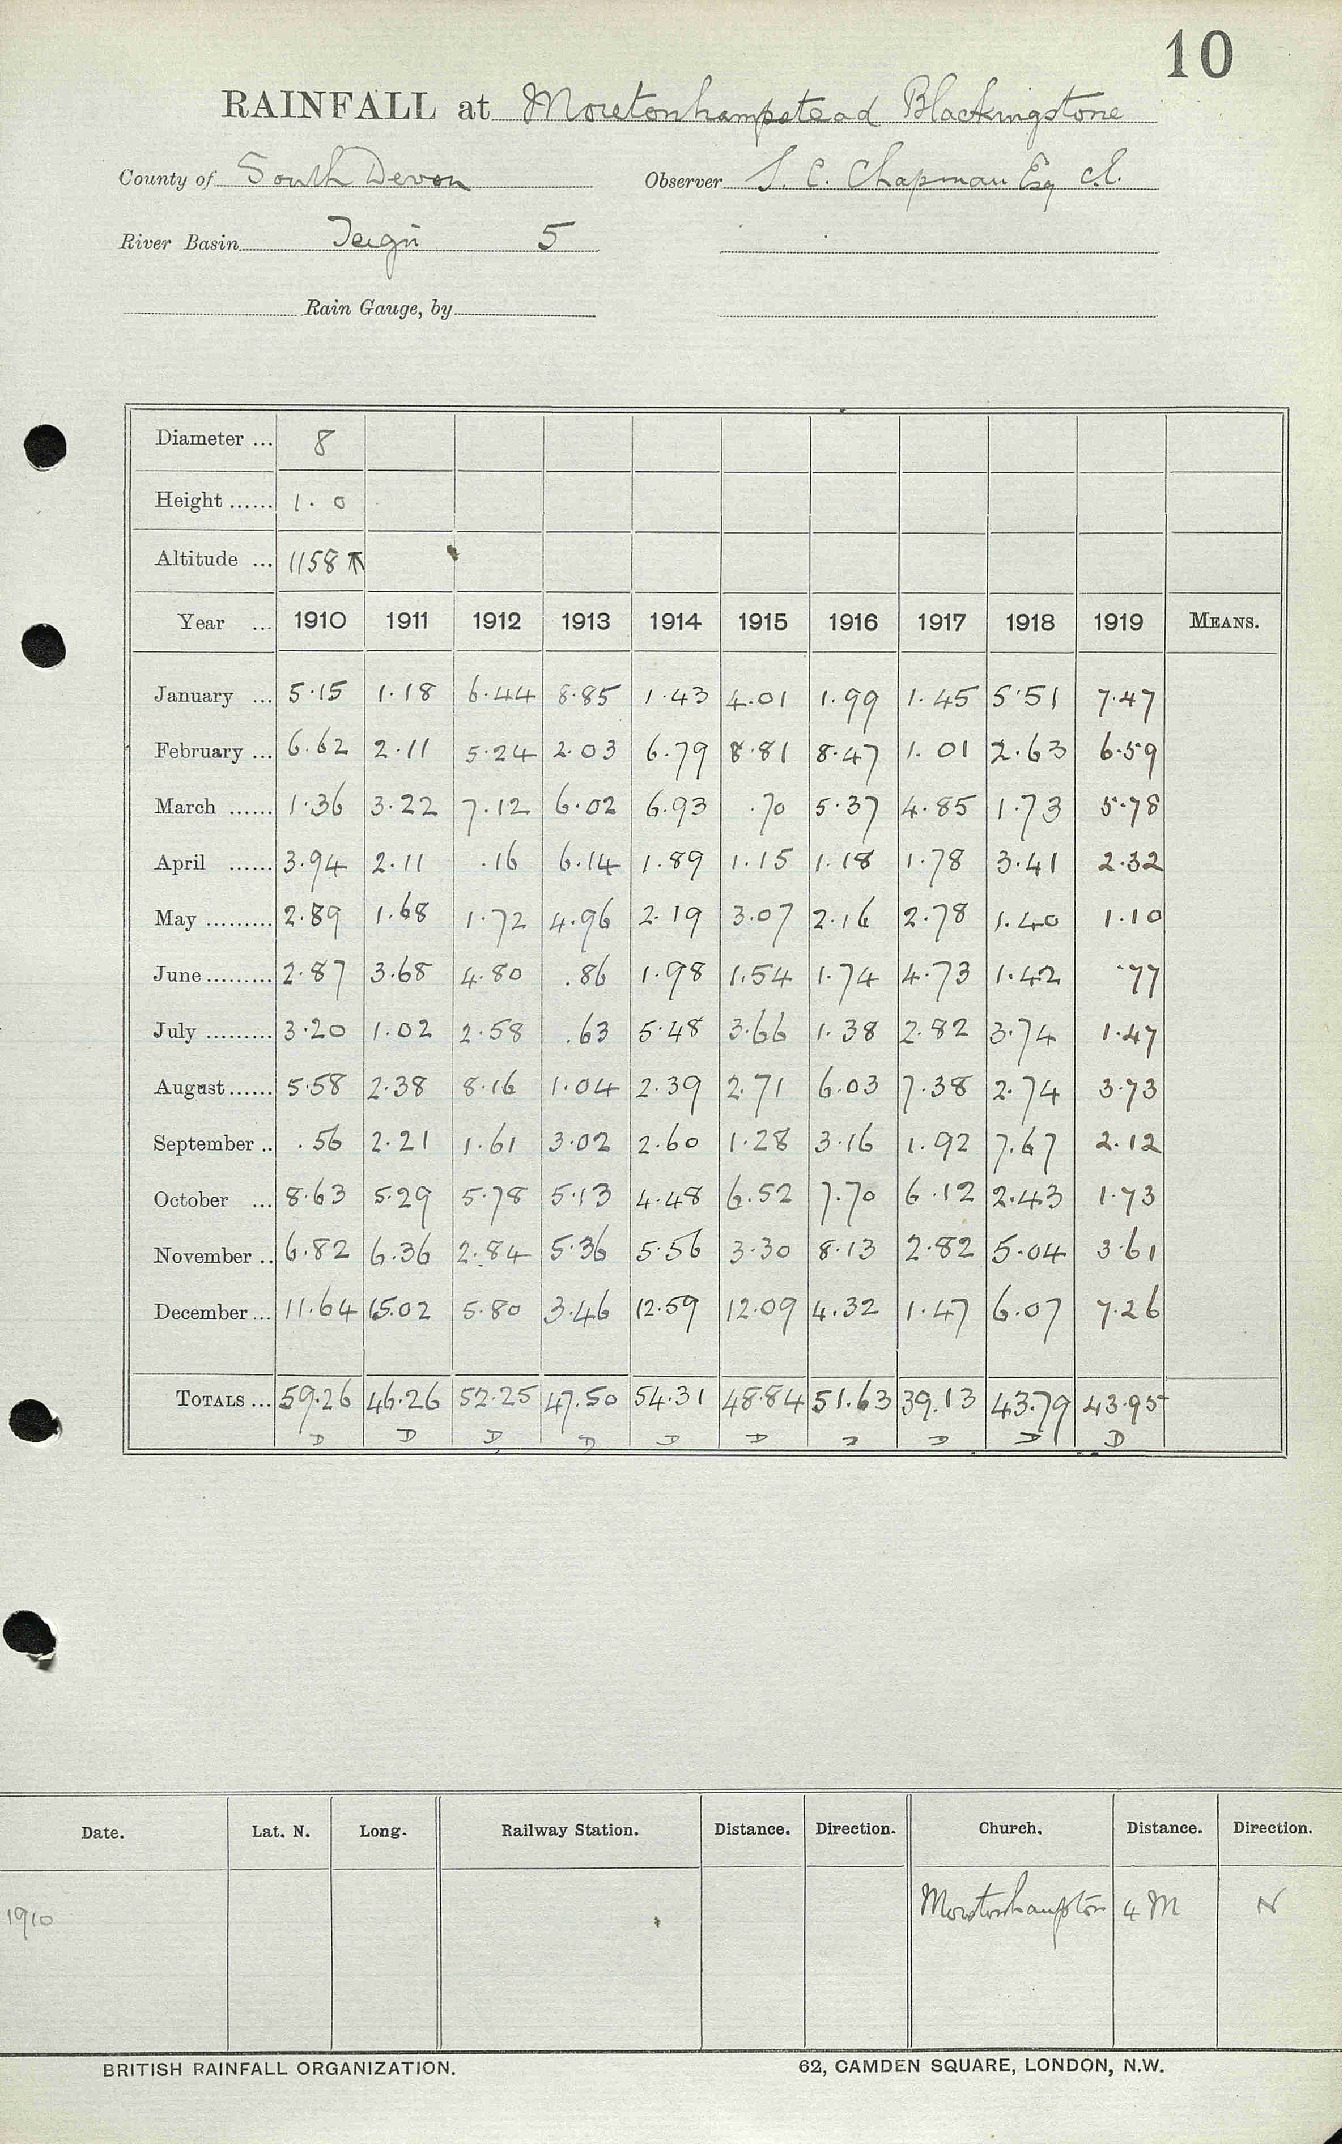 10
RAINFALL at Moretonhampstead Blackingstone
County of South Devon Observer S. C. Chapman Esq C.E.
River Basin Teign 5
Rain Gauge, by
Diameter ... 8
Height ...... 1. 0
Altitude ... 1158 ↑
Year ... 1910 1911 1912 1913 1914 1915 1916 1917 1918 1919 MEANS.
January ... 5.15 1.18 6.44 8.85 1.43 4.01 1.99 1.45 5.51 7.47
February ... 6.62 2.11 5.24 2.03 6.79 8.81 8.47 1.01 2.63 6.59
March ...... 1.36 3.22 7.12 6.02 6.93 .70 5.37 4.85 1.73 5.78
April ...... 3.94 2.11 .16 6.14 1.89 1.15 1.18 1.78 3.41 2.32
May ......... 2.89 1.68 1.72 4.96 2.19 3.07 2.16 2.78 1.40 1.10
June ......... 2.87 3.68 4.80 .86 1.98 1.54 1.74 4.73 1.42 .77
July ......... 3.20 1.02 2.58 .63 5.48 3.66 1.38 2.82 3.74 1.47
August ...... 5.58 2.38 8.16 1.04 2.39 2.71 6.03 7.38 2.74 3.73
September .. .56 2.21 1.61 3.02 2.60 1.28 3.16 1.92 7.67 2.12
October ... 8.63 5.29 5.78 5.13 4.48 6.52 7.70 6.12 2.43 1.73
November .. 6.82 6.36 2.84 5.36 5.56 3.30 8.13 2.82 5.04 3.61
December ... 11.64 15.02 5.80 3.46 12.59 12.09 4.32 1.47 6.07 7.26
TOTALS ... 59.26 46.26 52.25 47.50 54.31 48.84 51.63 39.13 43.79 43.95
D D D D D D D D D D
Date. Lat. N. Long. Railway Station. Distance. Direction. Church. Distance. Direction.
1910 Moretonhampton 4 M N
BRITISH RAINFALL ORGANIZATION. 62, CAMDEN SQUARE, LONDON, N.W.